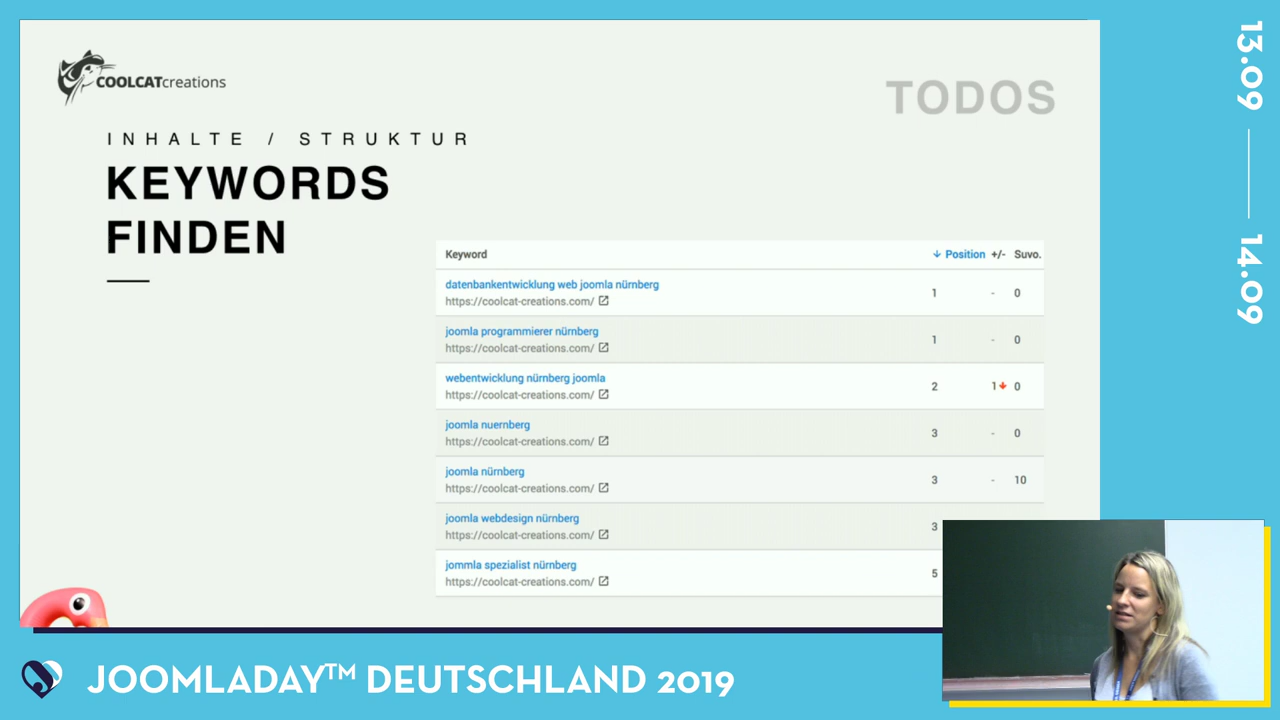 COOLCATcreations
TODOS
INHALTE / STRUKTUR
KEYWORDS
FINDEN
Keyword Position +/- Suvo.
datenbankentwicklung web joomla nürnberg
https://coolcat-creations.com/
1 - 0
joomla programmierer nürnberg
https://coolcat-creations.com/
1 - 0
webentwicklung nürnberg joomla
https://coolcat-creations.com/
2 1 0
joomla nuernberg
https://coolcat-creations.com/
3 - 0
joomla nürnberg
https://coolcat-creations.com/
3 - 10
joomla webdesign nürnberg
https://coolcat-creations.com/
3
jommla spezialist nürnberg
https://coolcat-creations.com/
5
13.09
14.09
JOOMLADAY™ DEUTSCHLAND 2019